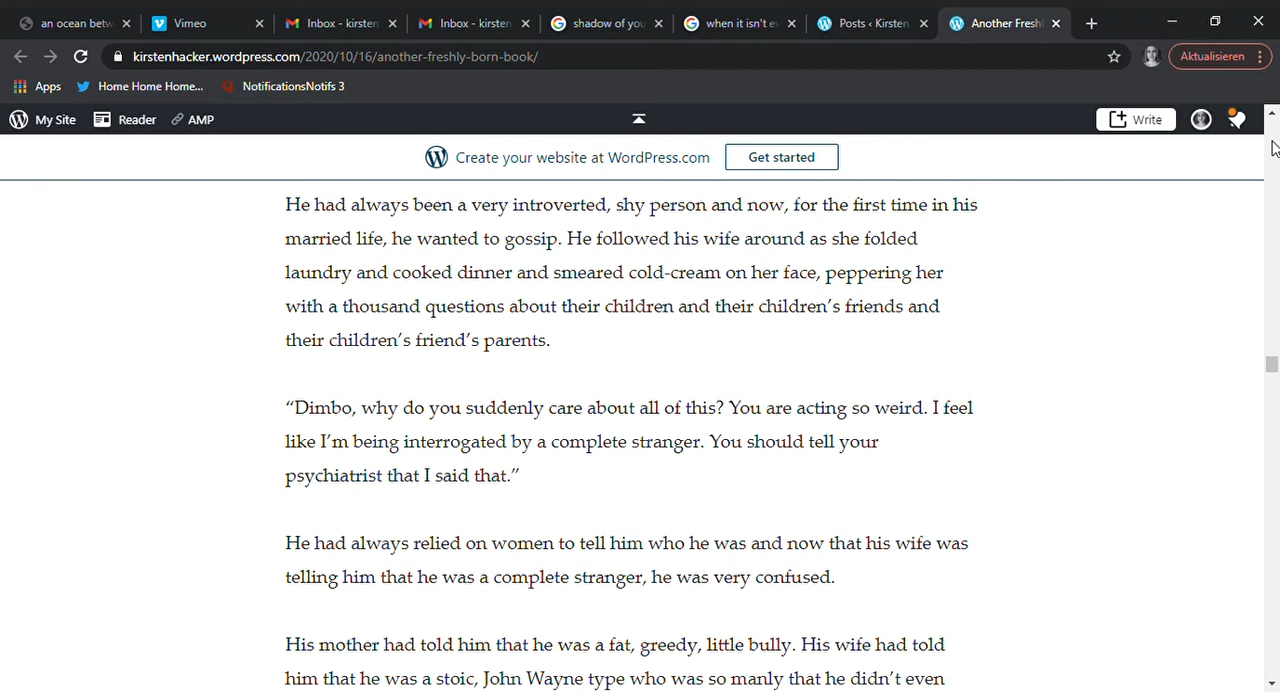 an ocean betw
Vimeo
Inbox - kirsten
Inbox - kirsten
shadow of you
when it isn't ev
Posts ‹ Kirsten
Another Fresh
kirstenhacker.wordpress.com/2020/10/16/another-freshly-born-book/
Aktualisieren
Apps
Home Home Home...
NotificationsNotifs 3
My Site
Reader
AMP
Write
Create your website at WordPress.com
Get started
He had always been a very introverted, shy person and now, for the first time in his
married life, he wanted to gossip. He followed his wife around as she folded
laundry and cooked dinner and smeared cold-cream on her face, peppering her
with a thousand questions about their children and their children’s friends and
their children’s friend’s parents.
“Dimbo, why do you suddenly care about all of this? You are acting so weird. I feel
like I’m being interrogated by a complete stranger. You should tell your
psychiatrist that I said that.”
He had always relied on women to tell him who he was and now that his wife was
telling him that he was a complete stranger, he was very confused.
His mother had told him that he was a fat, greedy, little bully. His wife had told
him that he was a stoic, John Wayne type who was so manly that he didn’t even